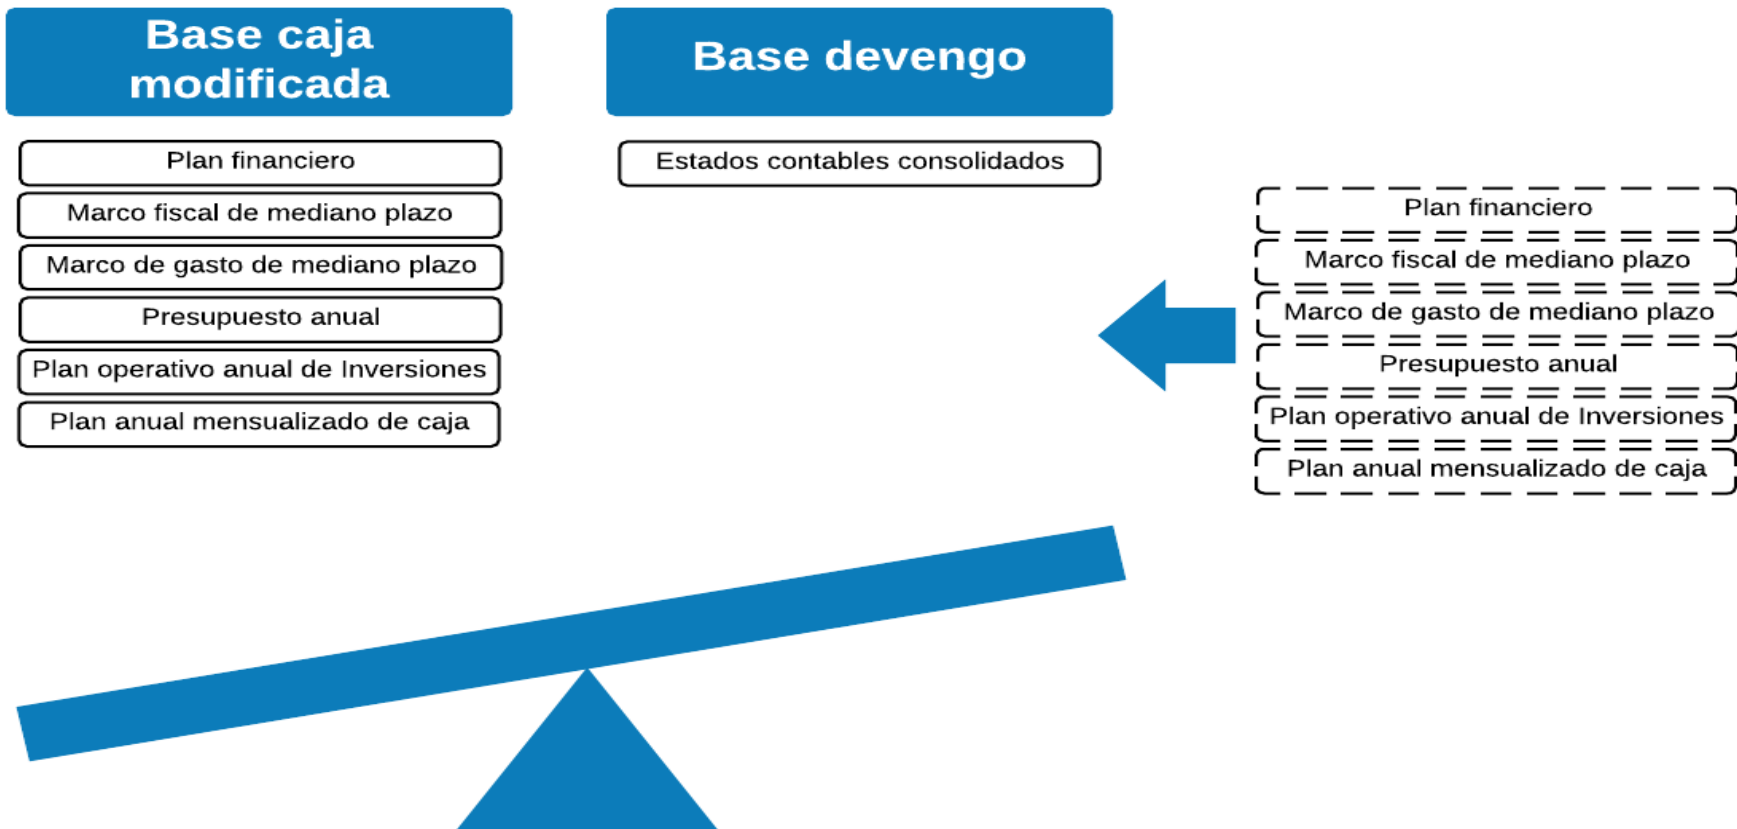 Base caja
modificada
Plan financiero
Marco fiscal de mediano plazo
Marco de gasto de mediano plazo
Presupuesto anual
Plan operativo anual de Inversiones
Plan anual mensualizado de caja
Base devengo
Estados contables consolidados
Plan financiero
Marco fiscal de mediano plazo
Marco de gasto de mediano plazo
Presupuesto anual
Plan operativo anual de Inversiones
Plan anual mensualizado de caja